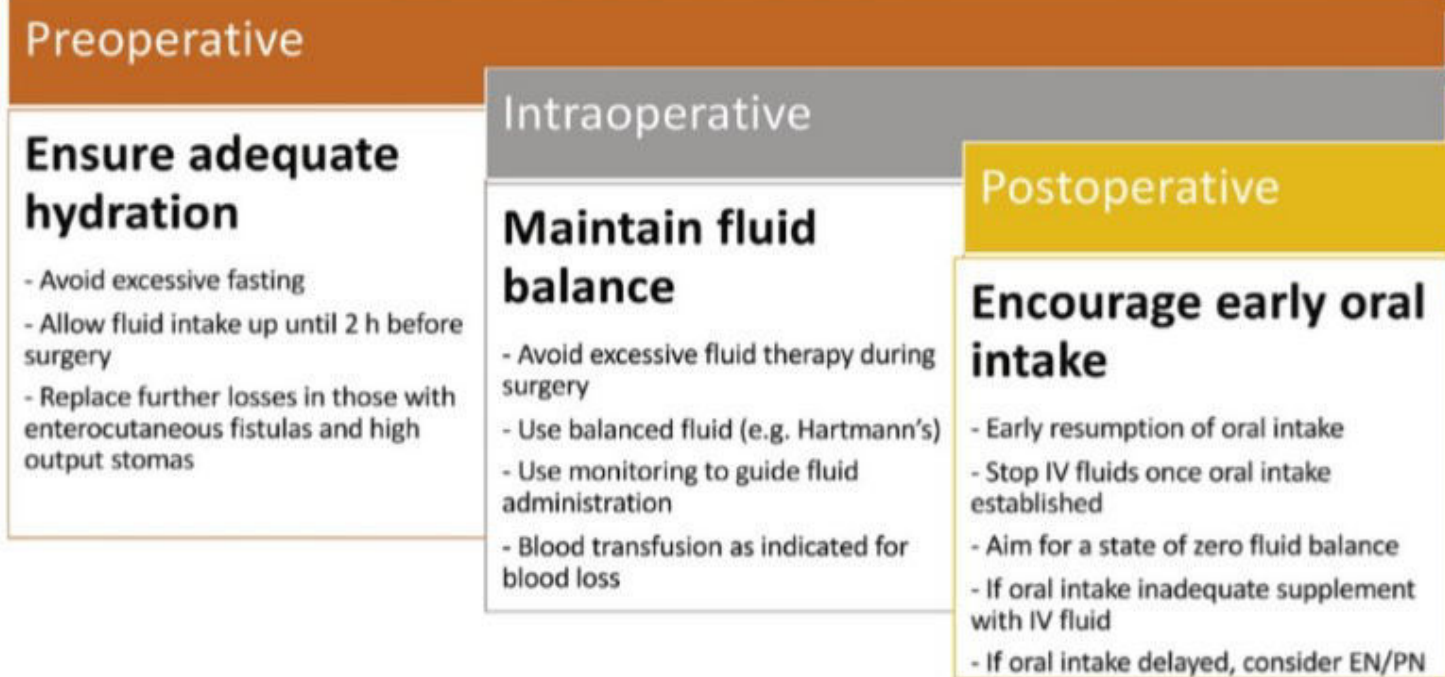 Preoperative
Ensure adequate
hydration
- Avoid excessive fasting
- Allow fluid intake up until 2 h before
surgery
- Replace further losses in those with
enterocutaneous fistulas and high
output stomas
Intraoperative
Maintain fluid
balance
- Avoid excessive fluid therapy during
surgery
- Use balanced fluid (e.g. Hartmann's)
- Use monitoring to guide fluid
administration
- Blood transfusion as indicated for
blood loss
Postoperative
Encourage early oral
intake
- Early resumption of oral intake
- Stop IV fluids once oral intake
established
- Aim for a state of zero fluid balance
- If oral intake inadequate supplement
with IV fluid
- If oral intake delayed, consider EN/PN